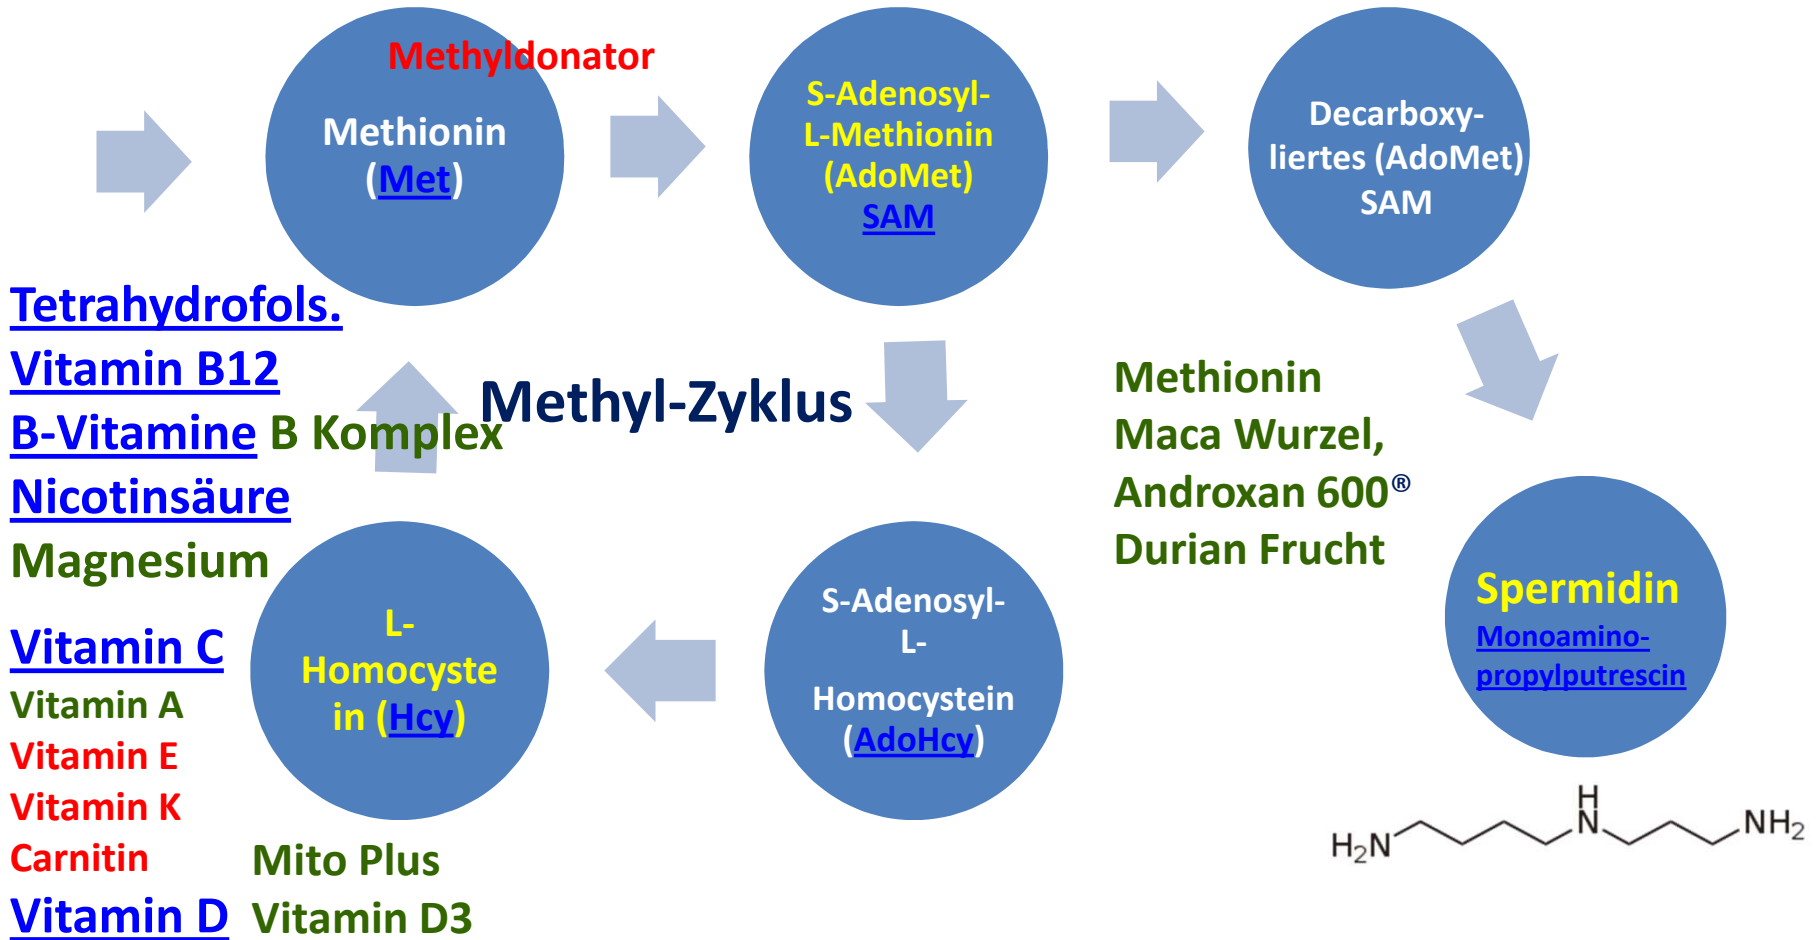 Methyldonator
Methionin
(Met)
S-Adenosyl-
L-Methionin
(AdoMet)
SAM
Decarboxy-
liertes (AdoMet)
SAM
Tetrahydrofols.
Vitamin B12
B-Vitamine B Komplex
Nicotinsäure
Magnesium
Methyl-Zyklus
Methionin
Maca Wurzel,
Androxan 600®
Durian Frucht
Vitamin C
Vitamin A
Vitamin E
Vitamin K
Carnitin
Vitamin D
L-
Homocyste
in (Hcy)
S-Adenosyl-
L-
Homocystein
(AdoHcy)
Spermidin
Monoamino-
propylputrescin
Mito Plus
Vitamin D3
H
H₂N N NH₂